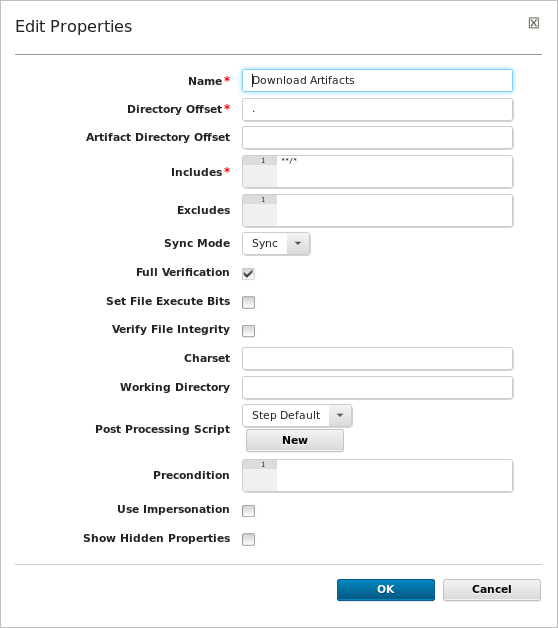 Edit Properties
Name* Download Artifacts
Directory Offset* .
Artifact Directory Offset
Includes* 1 **/*
Excludes 1
Sync Mode Sync
Full Verification
Set File Execute Bits
Verify File Integrity
Charset
Working Directory
Post Processing Script Step Default
New
Precondition 1
Use Impersonation
Show Hidden Properties
OK Cancel